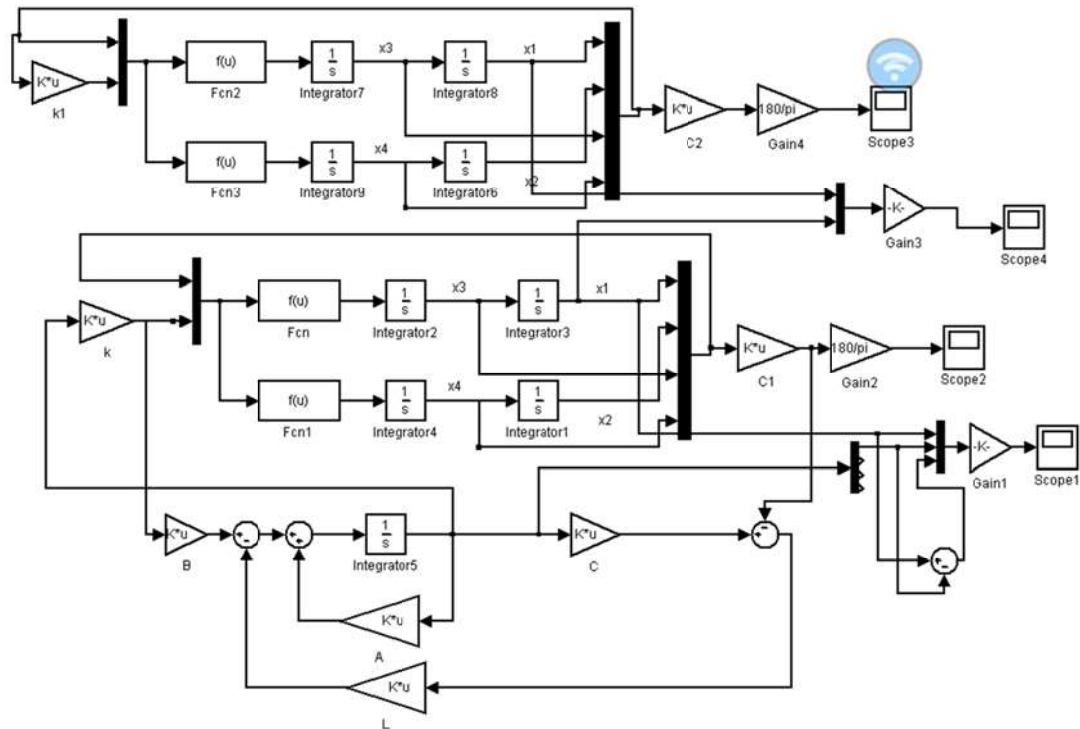 K*u
k1
f(u)
Fcn2
1
s
Integrator7
x3
1
s
Integrator8
x1
f(u)
Fcn3
1
s
Integrator9
x4
1
s
Integrator6
x2
K*u
C2
180/pi
Gain4
Scope3
-K-
Gain3
Scope4
K*u
k
f(u)
Fcn
1
s
Integrator2
x3
1
s
Integrator3
x1
f(u)
Fcn1
1
s
Integrator4
x4
1
s
Integrator1
x2
K*u
C1
180/pi
Gain2
Scope2
-K-
Gain1
Scope1
K*u
B
1
s
Integrator5
K*u
C
K*u
A
K*u
L